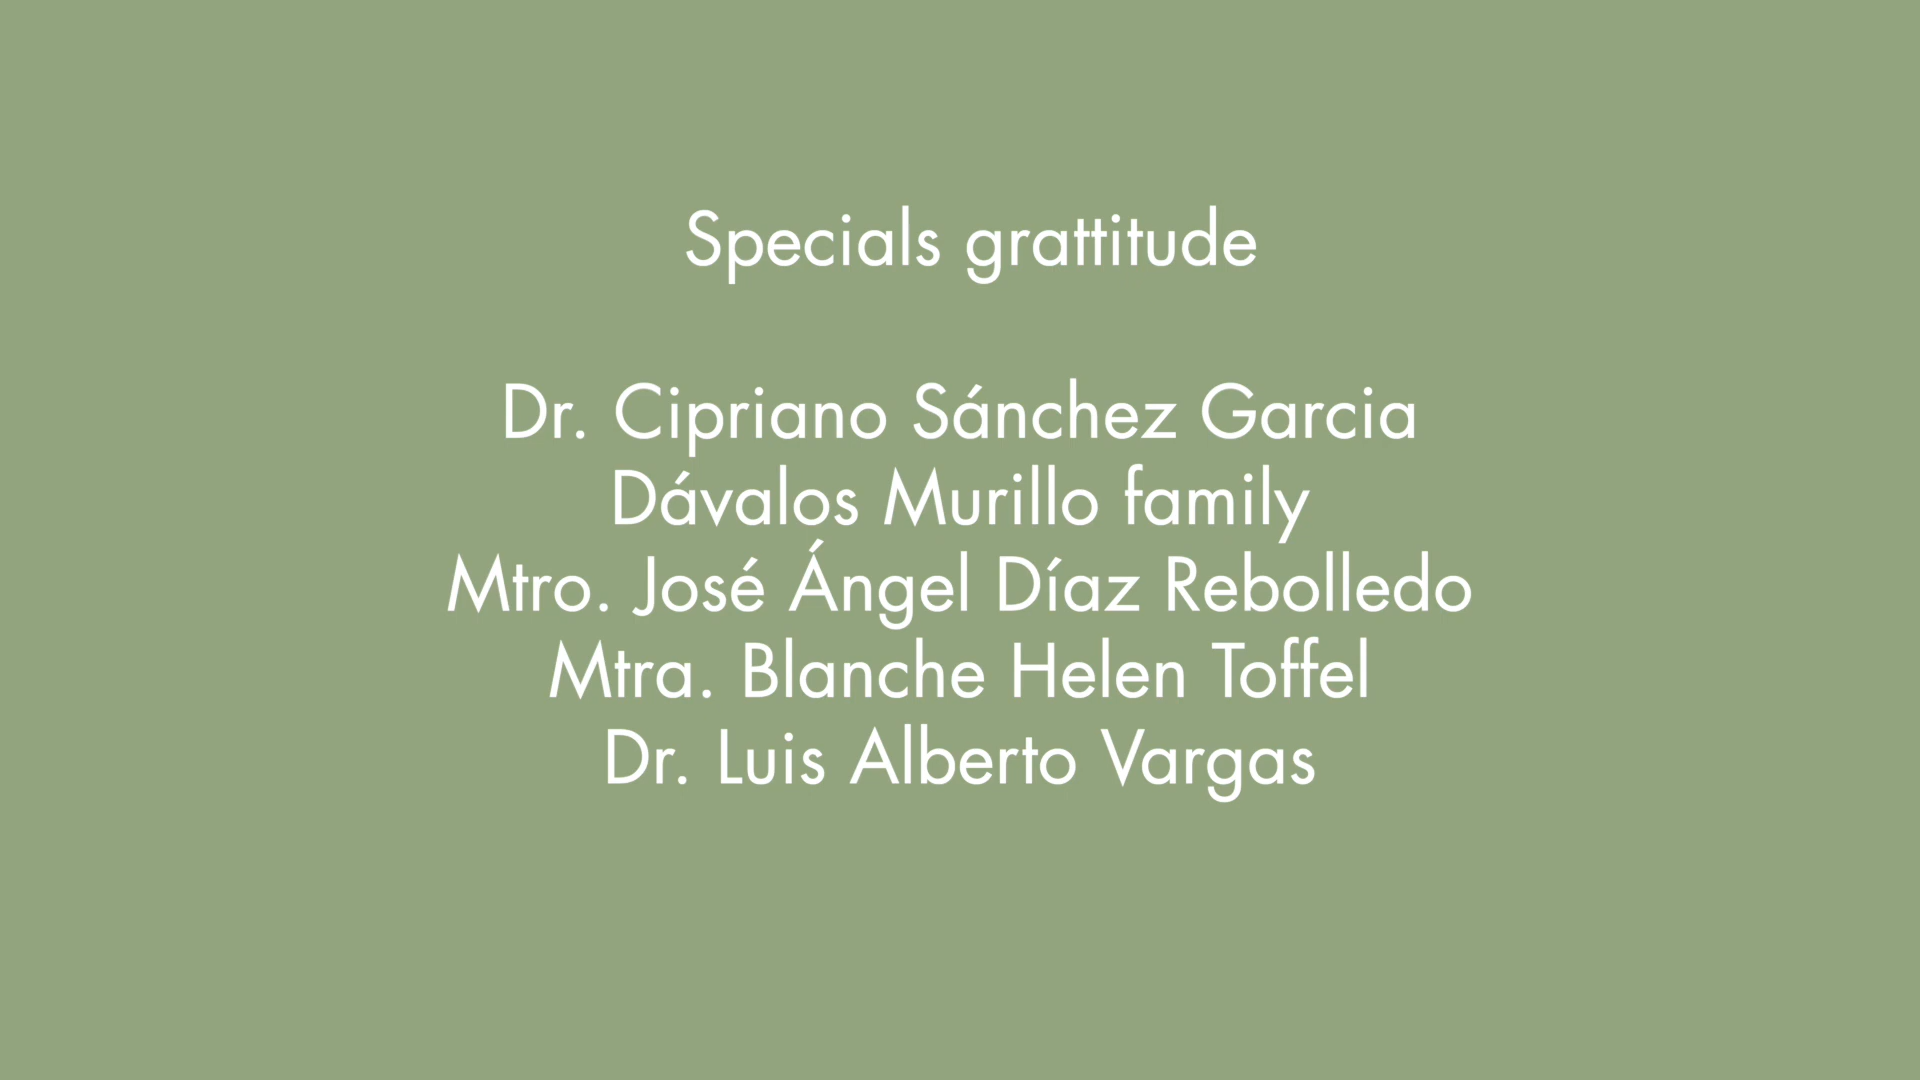 Specials grattitude
Dr. Cipriano Sánchez Garcia
Dávalos Murillo family
Mtro. José Ángel Díaz Rebolledo
Mtra. Blanche Helen Toffel
Dr. Luis Alberto Vargas